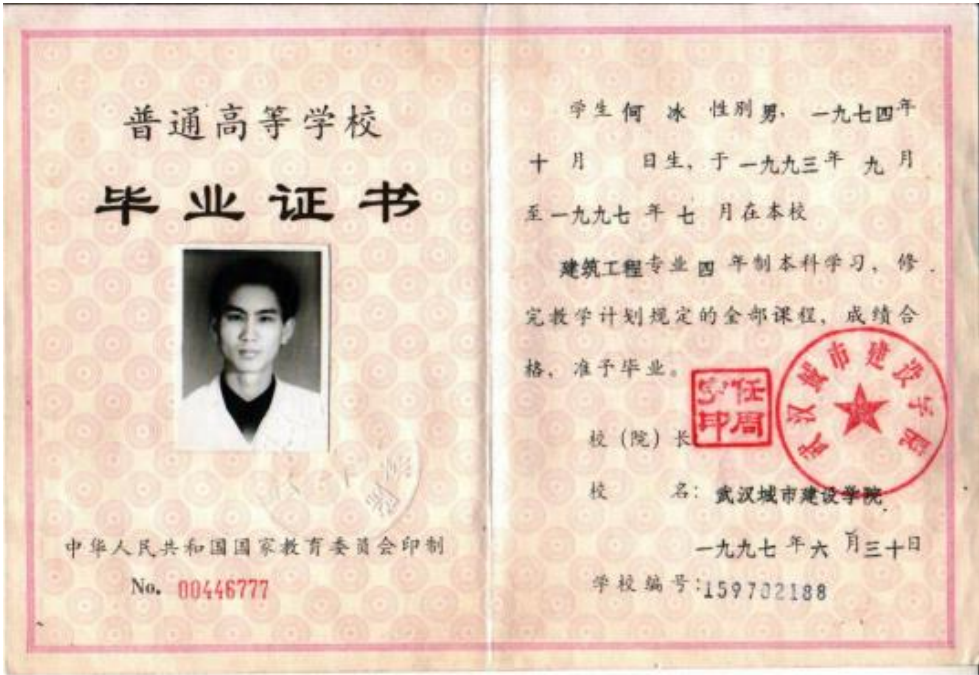 普通高等学校
毕业证书
中华人民共和国国家教育委员会印制
No. 00446777
学生 何 冰 性别 男，一九七四年
十 月 日生，于一九九三年 九 月
至一九九七 年 七 月在本校
建筑工程专业 四 年制本科学习，修
完教学计划规定的全部课程，成绩合
格，准予毕业。
校（院）长
任周
印
武汉城市建设学院
校 名：武汉城市建设学院
一九九七 年 六 月三十日
学校编号：159702188